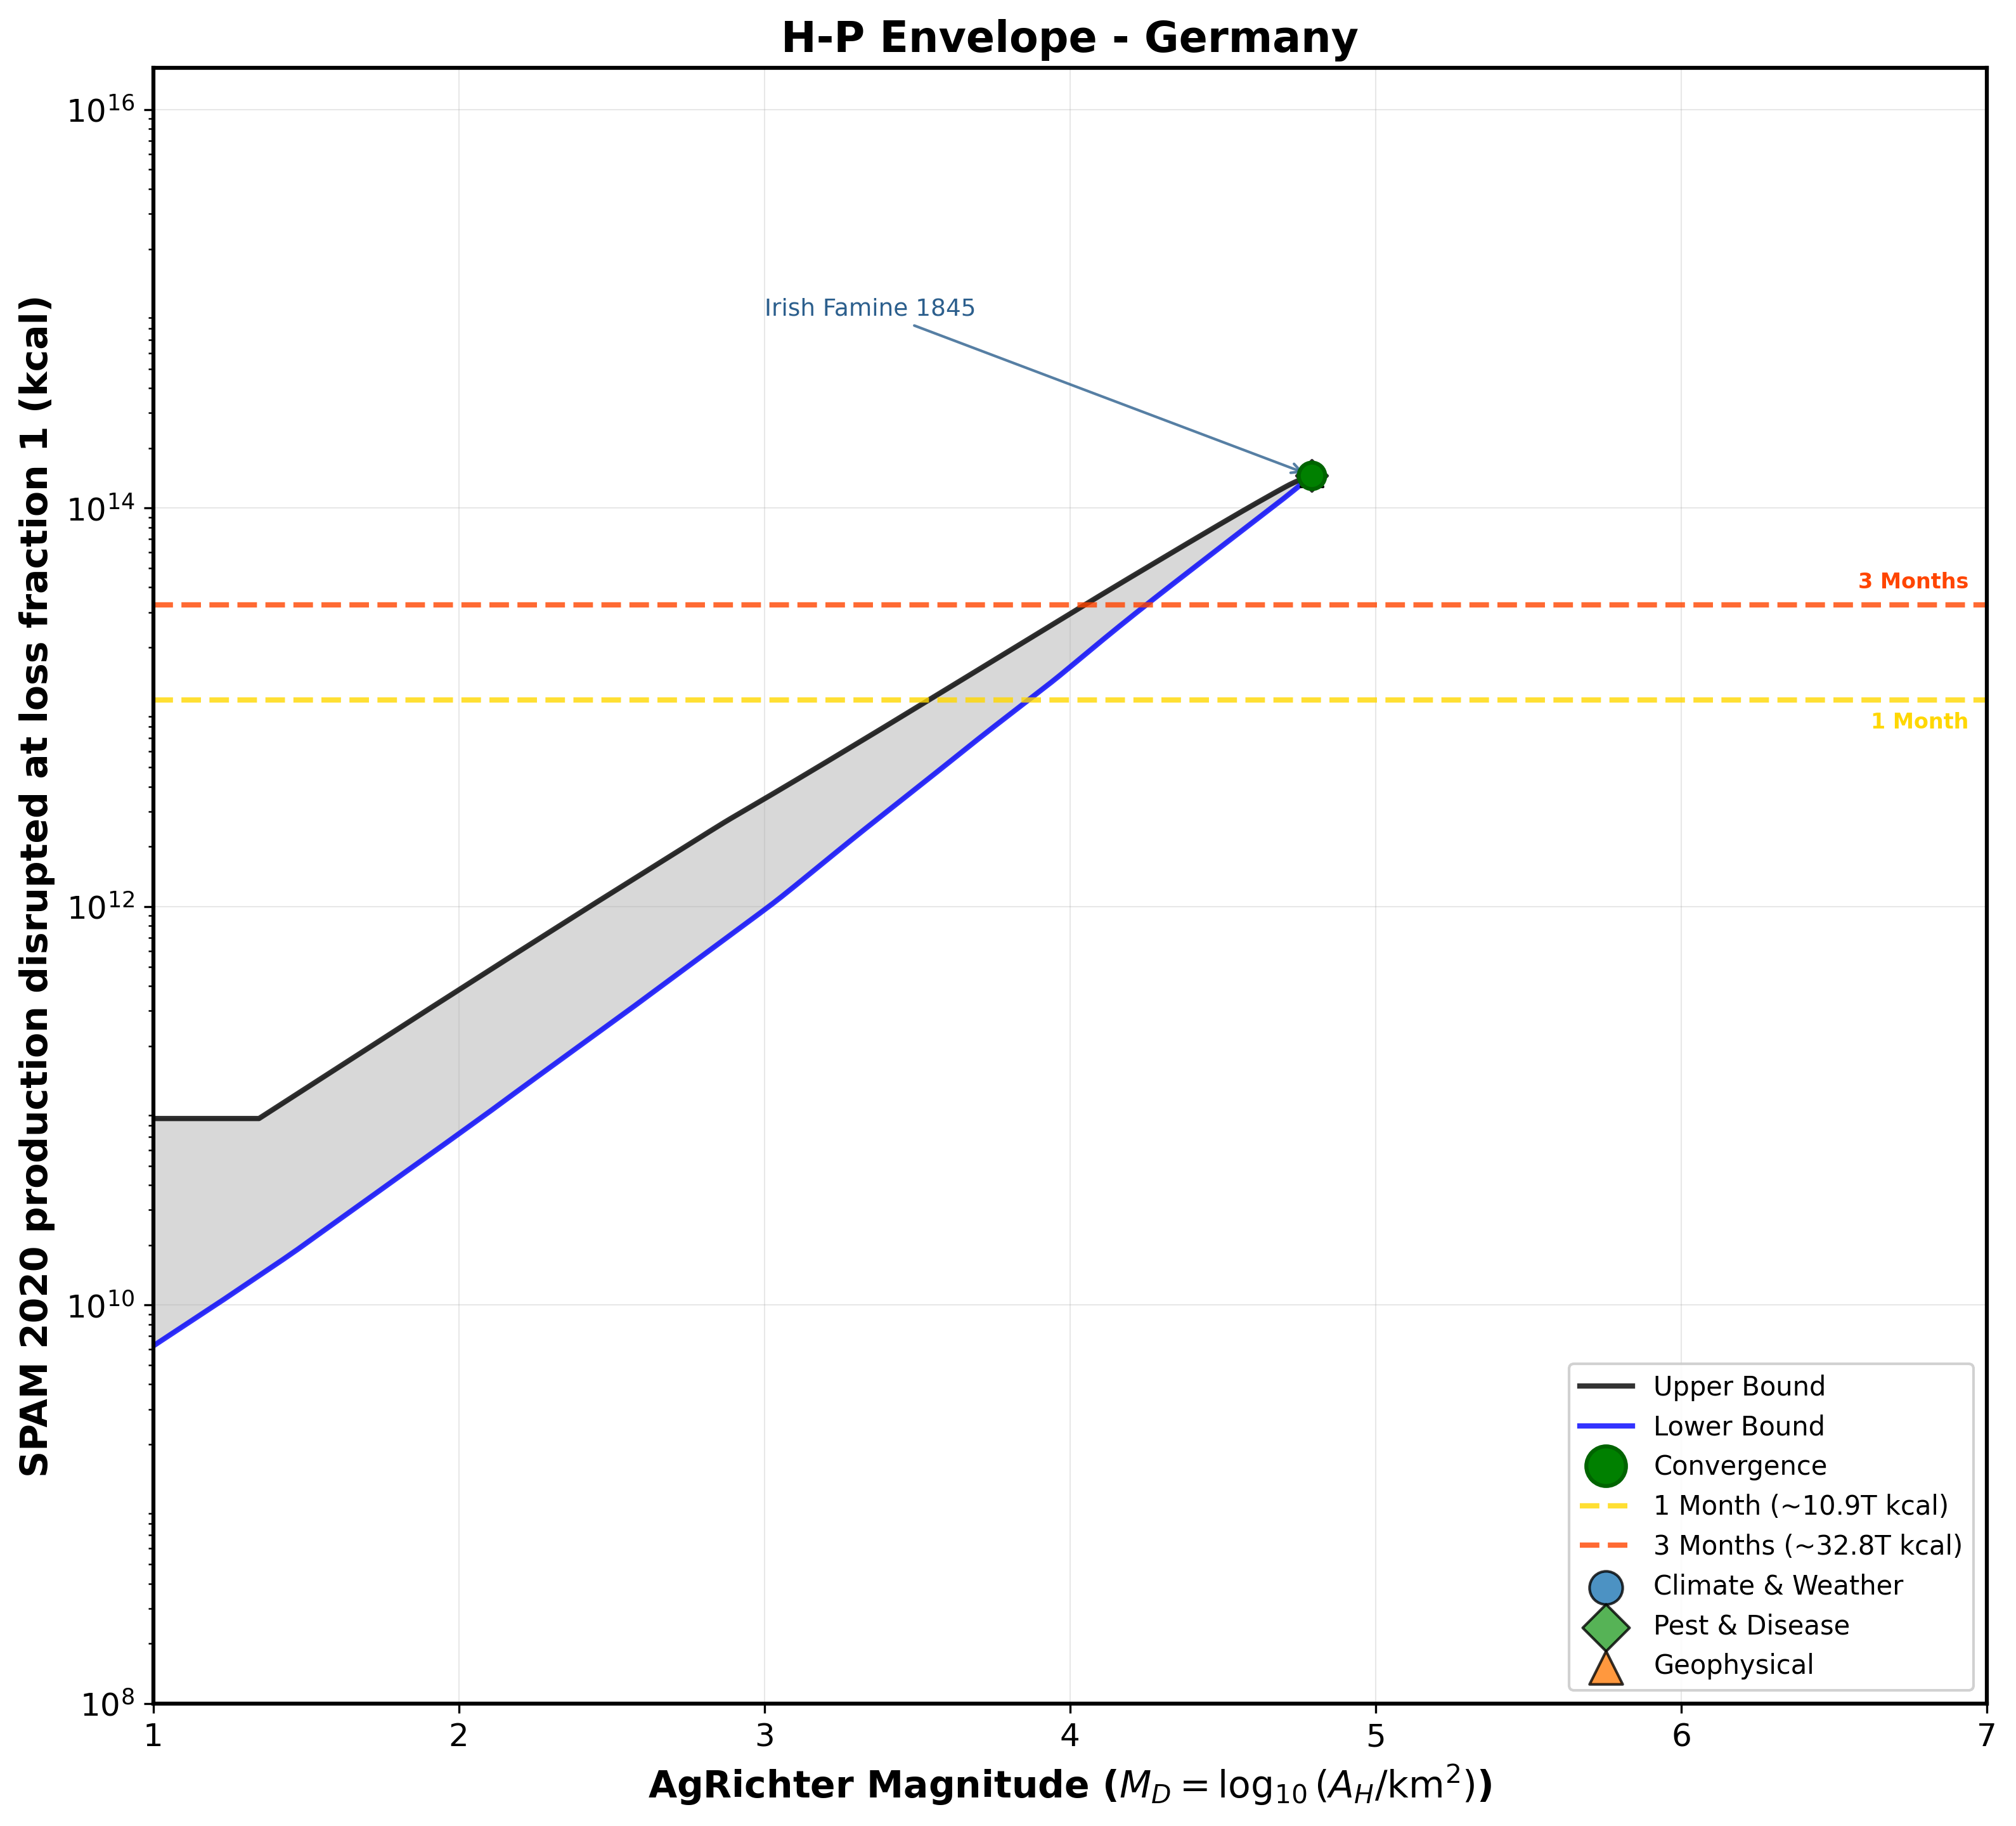 H-P Envelope - Germany
SPAM 2020 production disrupted at loss fraction 1 (kcal)
10^16
10^14
10^12
10^10
10^8
Irish Famine 1845
3 Months
1 Month
Upper Bound
Lower Bound
Convergence
1 Month (~10.9T kcal)
3 Months (~32.8T kcal)
Climate & Weather
Pest & Disease
Geophysical
1 2 3 4 5 6 7
AgRichter Magnitude (M_D = log_10 (A_H/km^2))